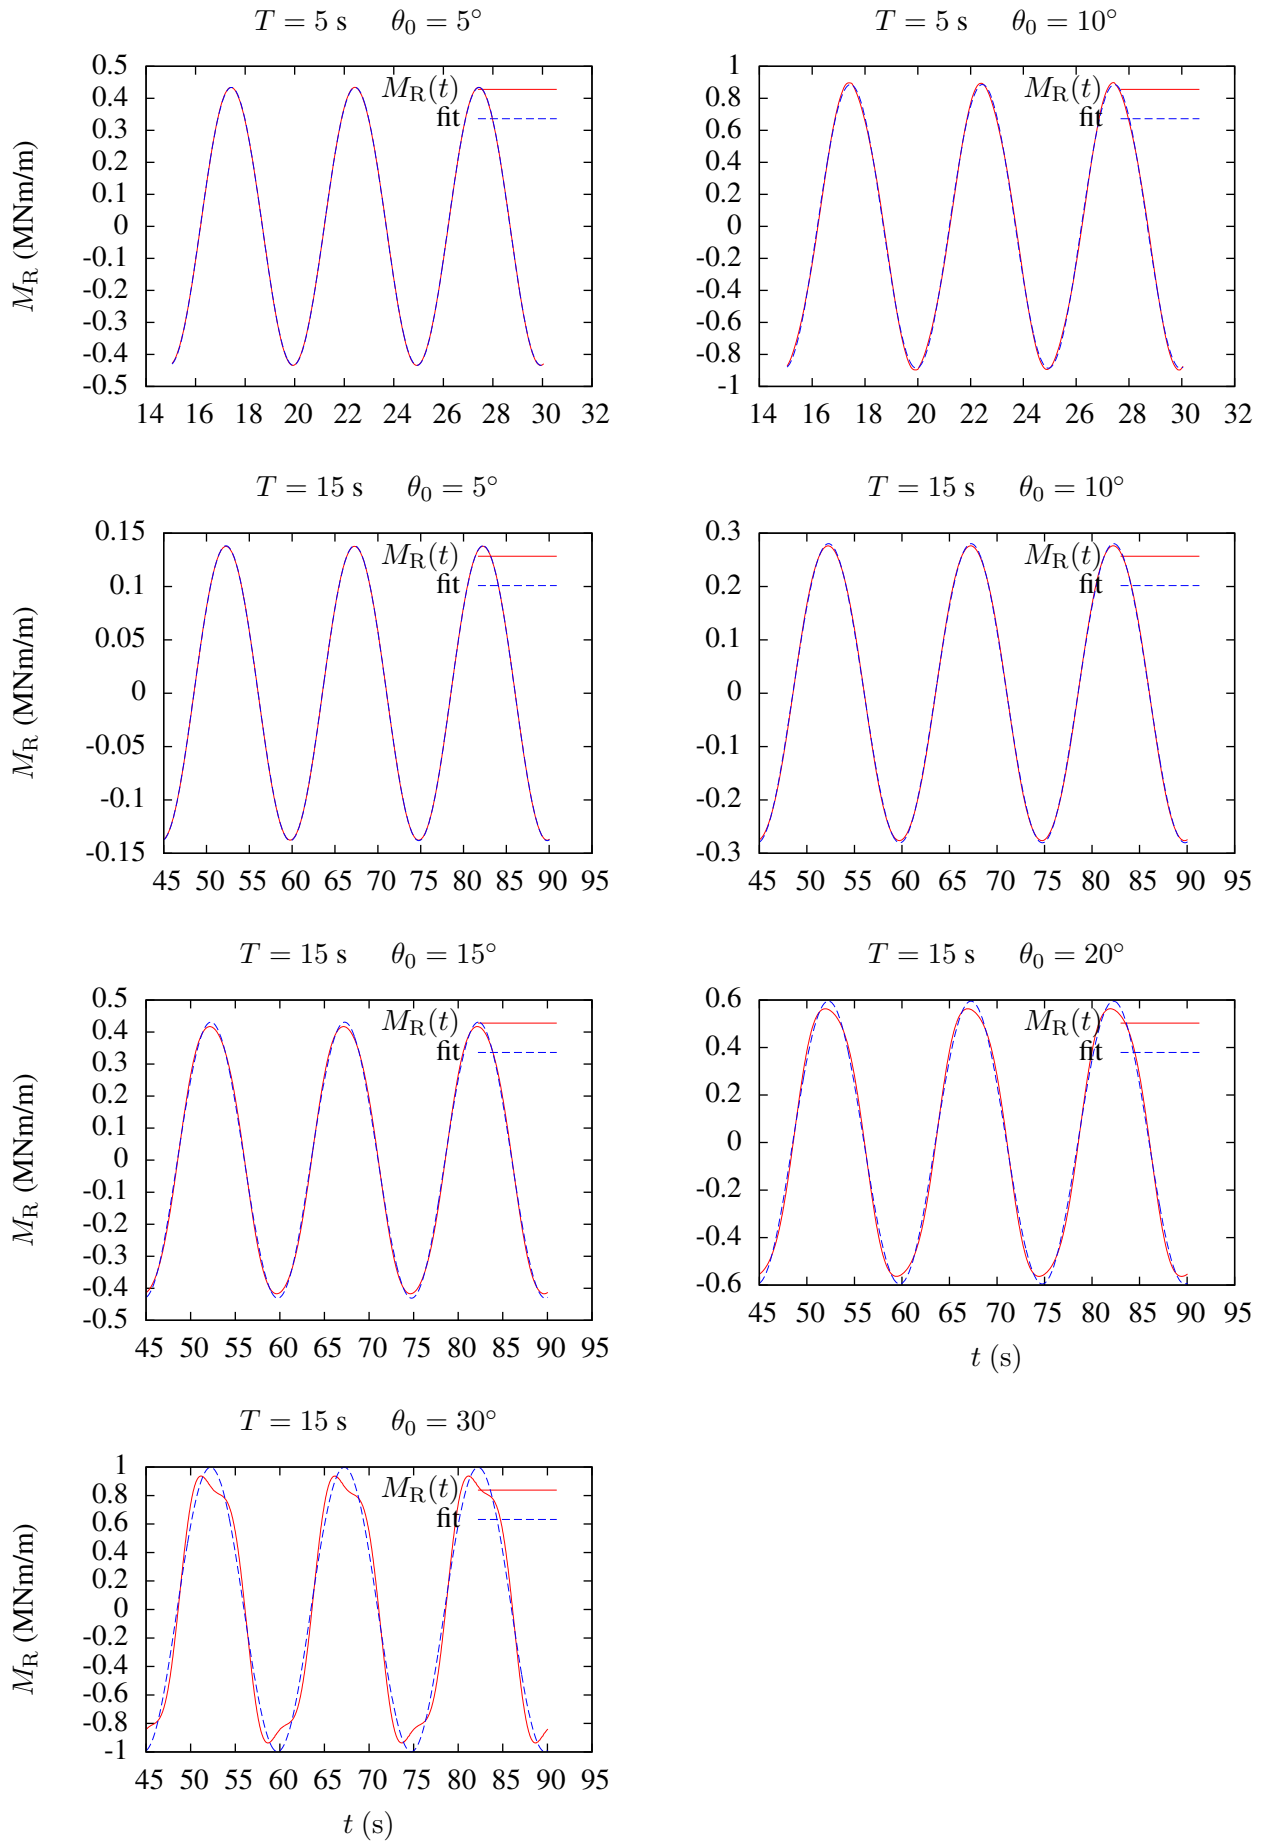 T = 5 s θ₀ = 5°
0.5
0.4
0.3
0.2
0.1
0
-0.1
-0.2
-0.3
-0.4
-0.5
M_R (MNm/m)
M_R(t)
fit
14 16 18 20 22 24 26 28 30 32
T = 5 s θ₀ = 10°
1
0.8
0.6
0.4
0.2
0
-0.2
-0.4
-0.6
-0.8
-1
M_R(t)
fit
14 16 18 20 22 24 26 28 30 32
T = 15 s θ₀ = 5°
0.15
0.1
0.05
0
-0.05
-0.1
-0.15
M_R (MNm/m)
M_R(t)
fit
45 50 55 60 65 70 75 80 85 90 95
T = 15 s θ₀ = 10°
0.3
0.2
0.1
0
-0.1
-0.2
-0.3
M_R(t)
fit
45 50 55 60 65 70 75 80 85 90 95
T = 15 s θ₀ = 15°
0.5
0.4
0.3
0.2
0.1
0
-0.1
-0.2
-0.3
-0.4
-0.5
M_R (MNm/m)
M_R(t)
fit
45 50 55 60 65 70 75 80 85 90 95
T = 15 s θ₀ = 20°
0.6
0.4
0.2
0
-0.2
-0.4
-0.6
M_R(t)
fit
45 50 55 60 65 70 75 80 85 90 95
t (s)
T = 15 s θ₀ = 30°
1
0.8
0.6
0.4
0.2
0
-0.2
-0.4
-0.6
-0.8
-1
M_R (MNm/m)
M_R(t)
fit
45 50 55 60 65 70 75 80 85 90 95
t (s)